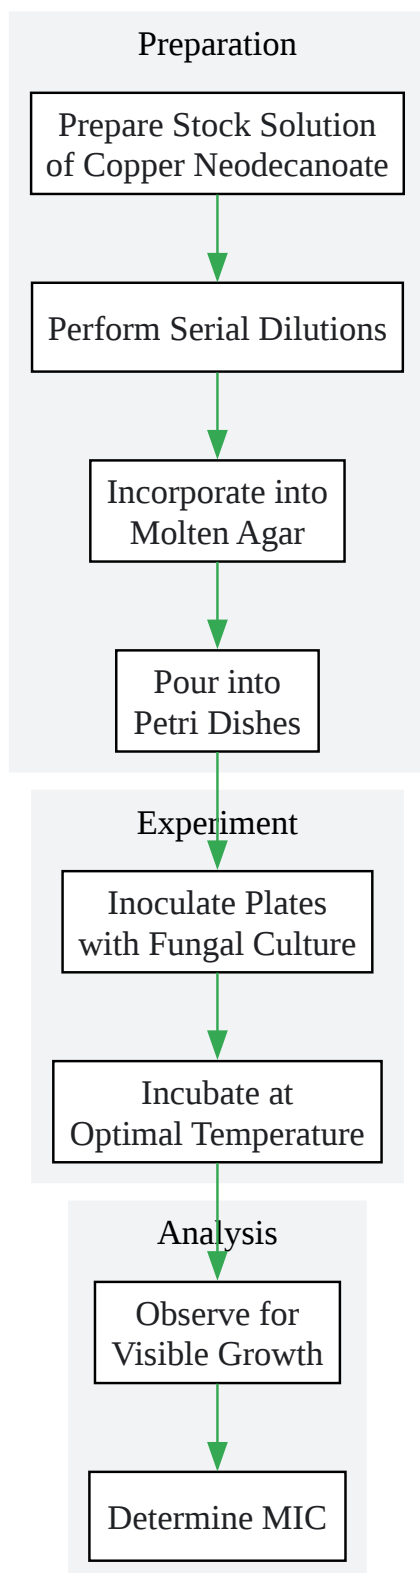 Preparation
Prepare Stock Solution
of Copper Neodecanoate
Perform Serial Dilutions
Incorporate into
Molten Agar
Pour into
Petri Dishes
Experiment
Inoculate Plates
with Fungal Culture
Incubate at
Optimal Temperature
Analysis
Observe for
Visible Growth
Determine MIC